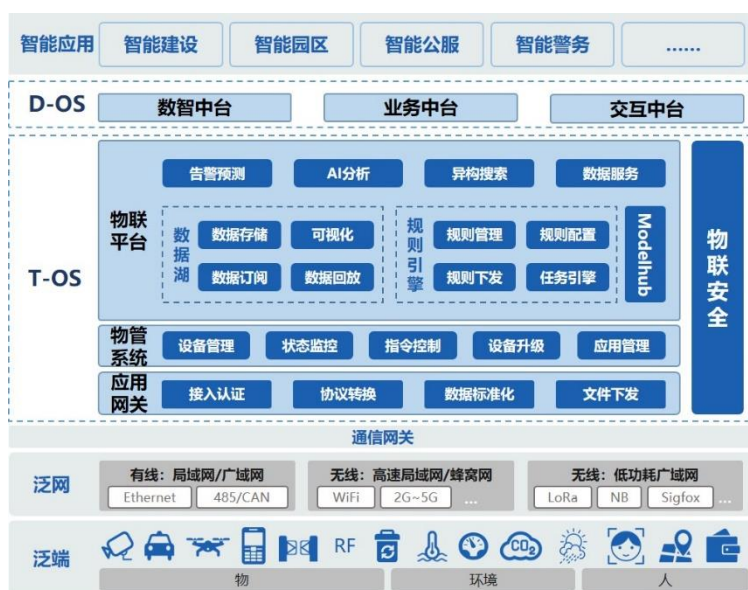 智能应用 智能建设 智能园区 智能公服 智能警务 ……
D-OS 数智中台 业务中台 交互中台
T-OS
物联平台
告警预测 AI分析 异构搜索 数据服务
数据湖
数据存储 可视化
数据订阅 数据回放
规则引擎
规则管理 规则配置
规则下发 任务引擎
Modelhub
物联安全
物管系统
设备管理 状态监控 指令控制 设备升级 应用管理
应用网关
接入认证 协议转换 数据标准化 文件下发
通信网关
泛网
有线：局域网/广域网
Ethernet 485/CAN
无线：高速局域网/蜂窝网
WiFi 2G~5G ...
无线：低功耗广域网
LoRa NB Sigfox ...
泛端
RF CO2
物 环境 人